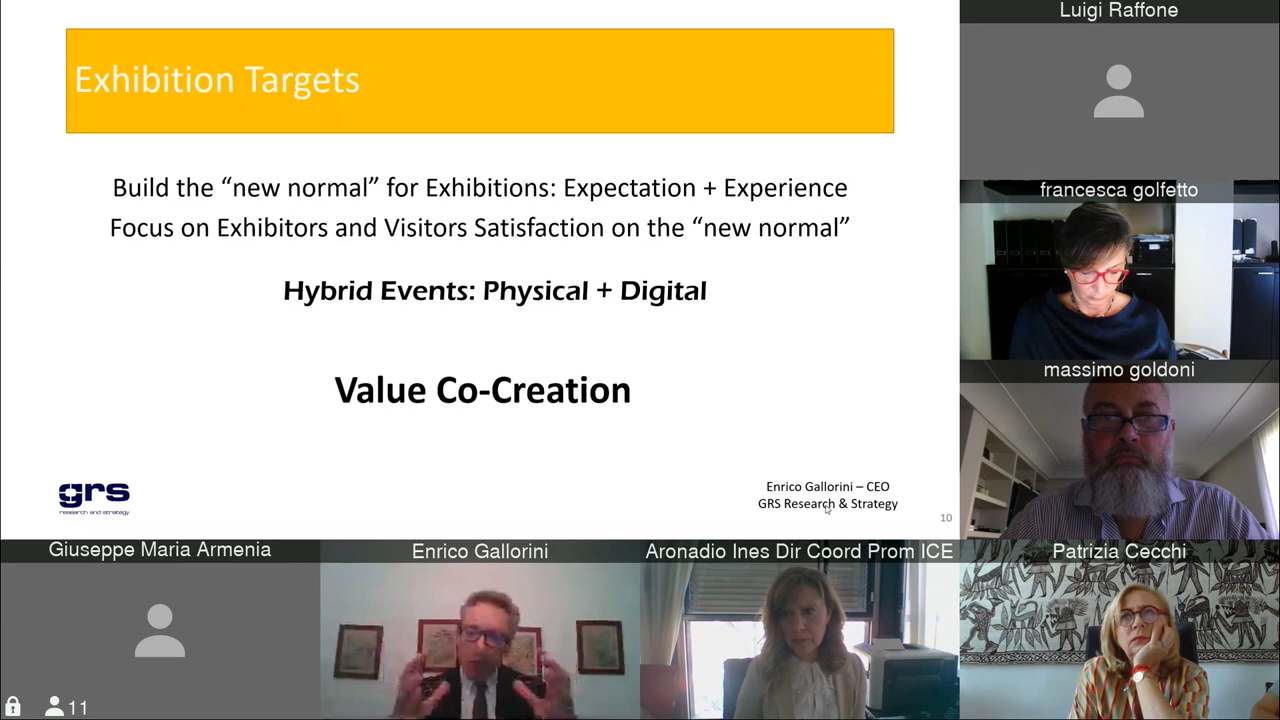 Exhibition Targets
Build the “new normal” for Exhibitions: Expectation + Experience
Focus on Exhibitors and Visitors Satisfaction on the “new normal”
Hybrid Events: Physical + Digital
Value Co-Creation
grs
research and strategy
Enrico Gallorini – CEO
GRS Research & Strategy
10
Luigi Raffone
francesca golfetto
massimo goldoni
Giuseppe Maria Armenia
Enrico Gallorini
Aronadio Ines Dir Coord Prom ICE
Patrizia Cecchi
11